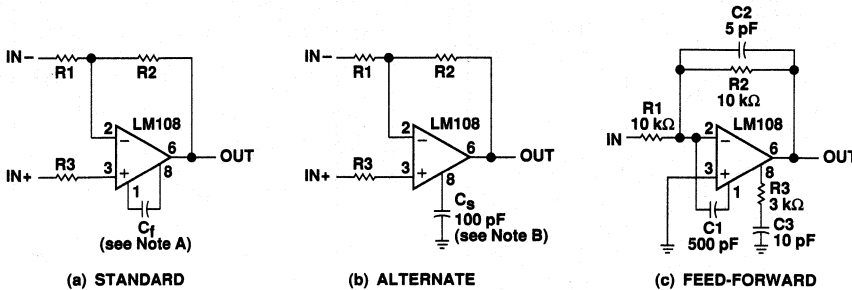 IN−
R1
R2
LM108
2
−
3
+
6
OUT
IN+
R3
1
8
Cf
(see Note A)
(a) STANDARD
IN−
R1
R2
LM108
2
−
3
+
6
OUT
IN+
R3
8
Cs
100 pF
(see Note B)
(b) ALTERNATE
C2
5 pF
R2
10 kΩ
R1
10 kΩ
IN
LM108
2
−
3
+
6
OUT
1
8
R3
3 kΩ
C1
500 pF
C3
10 pF
(c) FEED-FORWARD